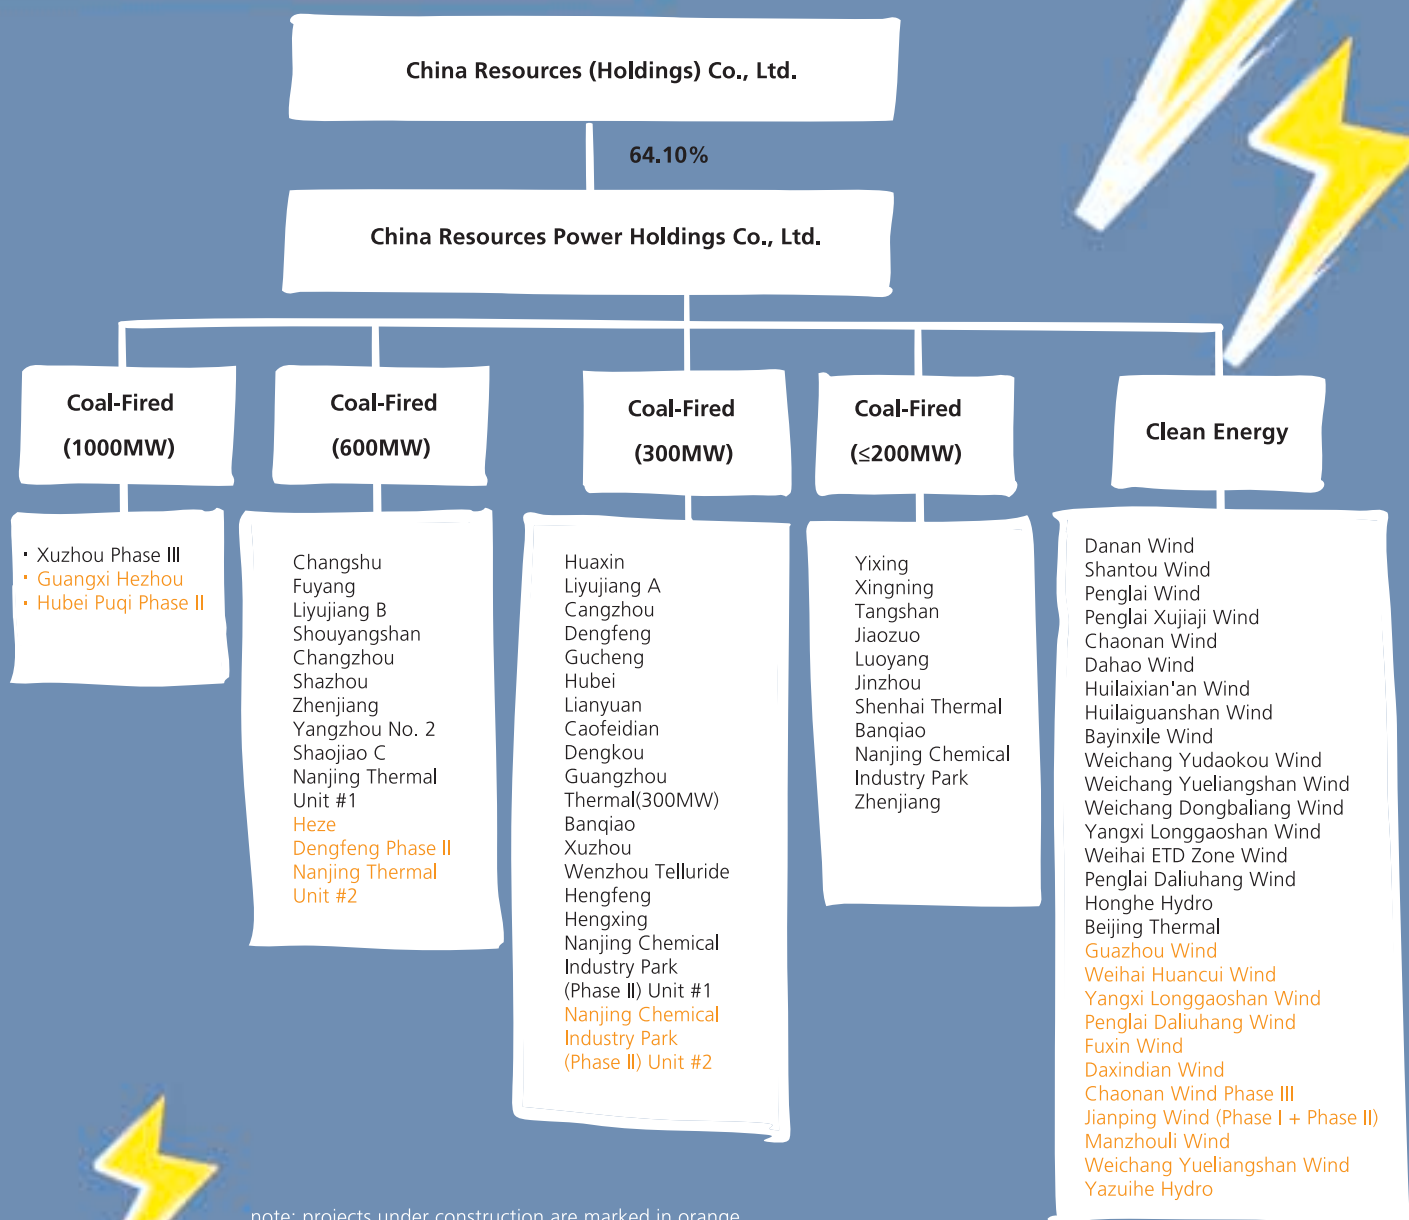 China Resources (Holdings) Co., Ltd.
64.10%
China Resources Power Holdings Co., Ltd.
Coal-Fired
(1000MW)
· Xuzhou Phase III
· Guangxi Hezhou
· Hubei Puqi Phase II
Coal-Fired
(600MW)
Changshu
Fuyang
Liyujiang B
Shouyangshan
Changzhou
Shazhou
Zhenjiang
Yangzhou No. 2
Shaojiao C
Nanjing Thermal
Unit #1
Heze
Dengfeng Phase II
Nanjing Thermal
Unit #2
Coal-Fired
(300MW)
Huaxin
Liyujiang A
Cangzhou
Dengfeng
Gucheng
Hubei
Lianyuan
Caofeidian
Dengkou
Guangzhou
Thermal(300MW)
Banqiao
Xuzhou
Wenzhou Telluride
Hengfeng
Hengxing
Nanjing Chemical
Industry Park
(Phase II) Unit #1
Nanjing Chemical
Industry Park
(Phase II) Unit #2
Coal-Fired
(≤200MW)
Yixing
Xingning
Tangshan
Jiaozuo
Luoyang
Jinzhou
Shenhai Thermal
Banqiao
Nanjing Chemical
Industry Park
Zhenjiang
Clean Energy
Danan Wind
Shantou Wind
Penglai Wind
Penglai Xujiaji Wind
Chaonan Wind
Dahao Wind
Huilaixian'an Wind
Huilaiguanshan Wind
Bayinxile Wind
Weichang Yudaokou Wind
Weichang Yueliangshan Wind
Weichang Dongbaliang Wind
Yangxi Longgaoshan Wind
Weihai ETD Zone Wind
Penglai Daliuhang Wind
Honghe Hydro
Beijing Thermal
Guazhou Wind
Weihai Huancui Wind
Yangxi Longgaoshan Wind
Penglai Daliuhang Wind
Fuxin Wind
Daxindian Wind
Chaonan Wind Phase III
Jianping Wind (Phase I + Phase II)
Manzhouli Wind
Weichang Yueliangshan Wind
Yazuihe Hydro
note: projects under construction are marked in orange